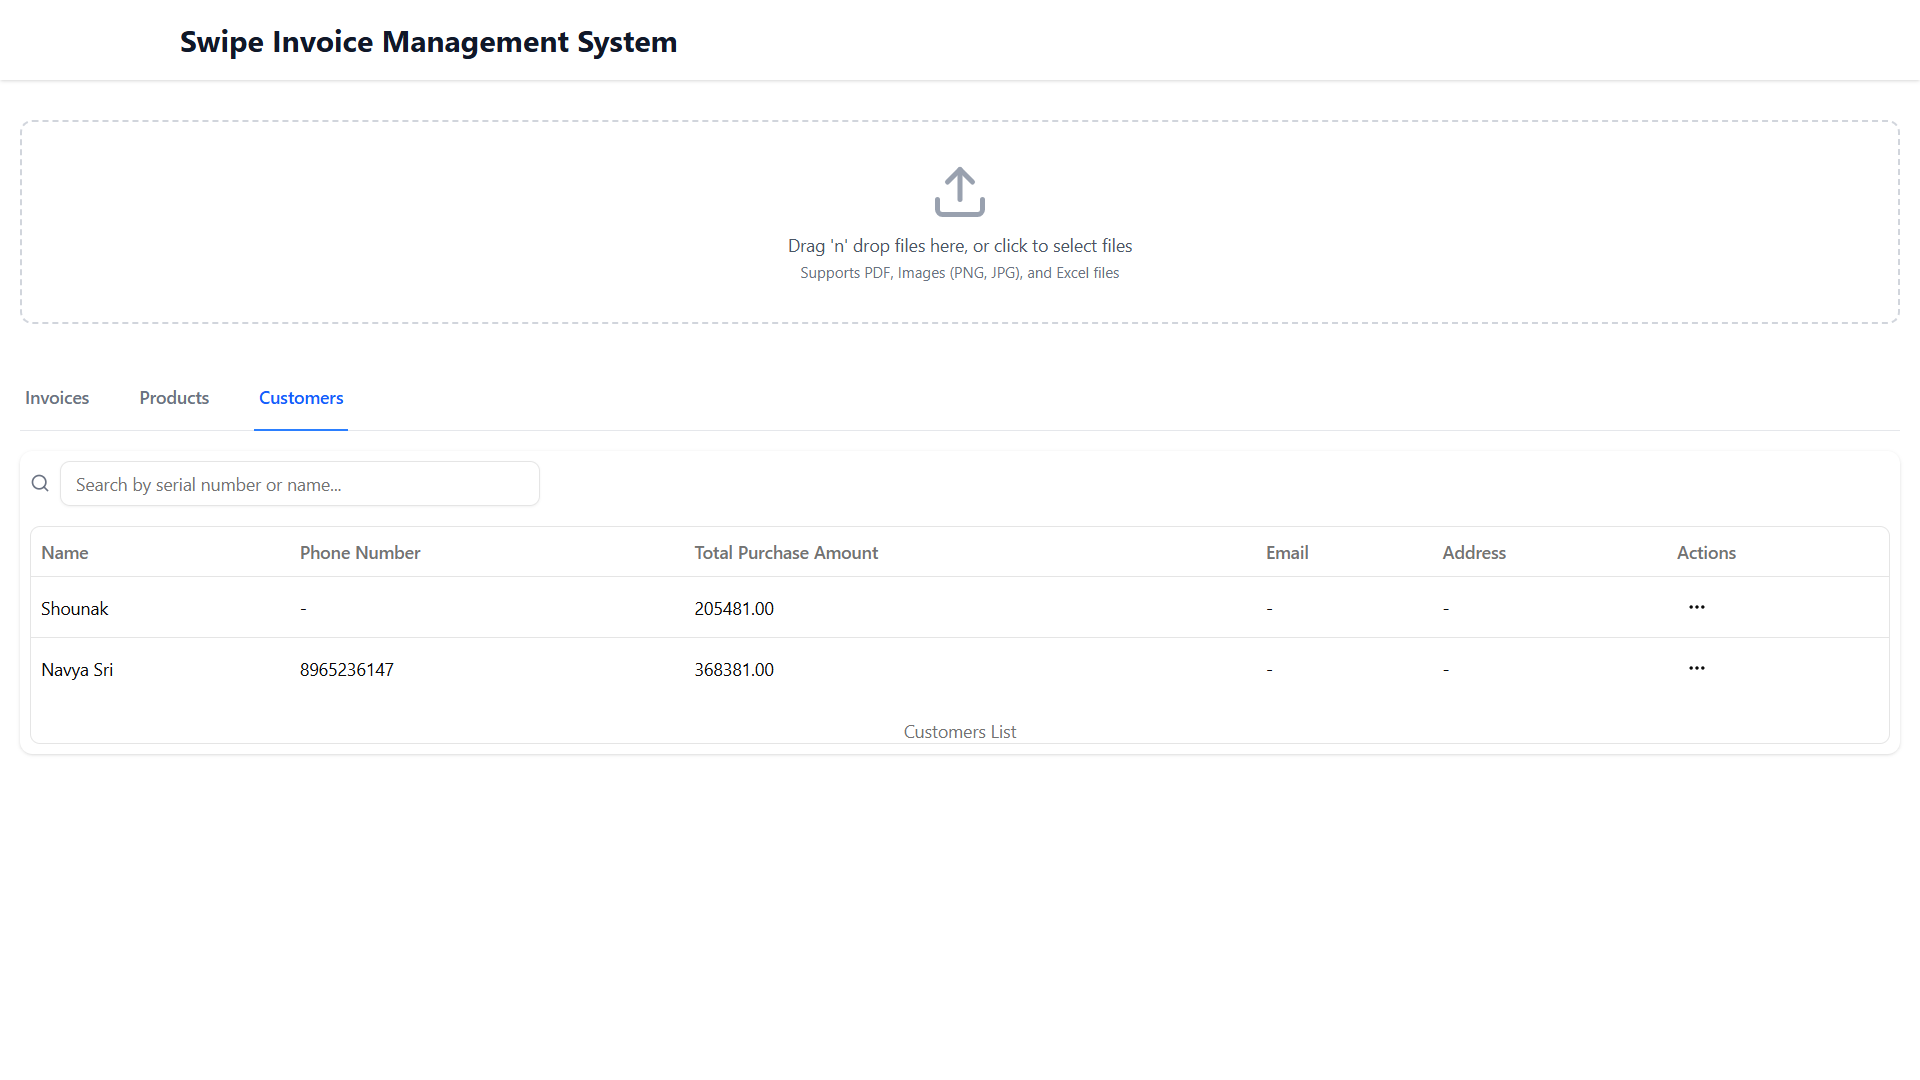 Swipe Invoice Management System
Drag 'n' drop files here, or click to select files
Supports PDF, Images (PNG, JPG), and Excel files
Invoices Products Customers
Search by serial number or name...
Name Phone Number Total Purchase Amount Email Address Actions
Shounak - 205481.00 - - ...
Navya Sri 8965236147 368381.00 - - ...
Customers List